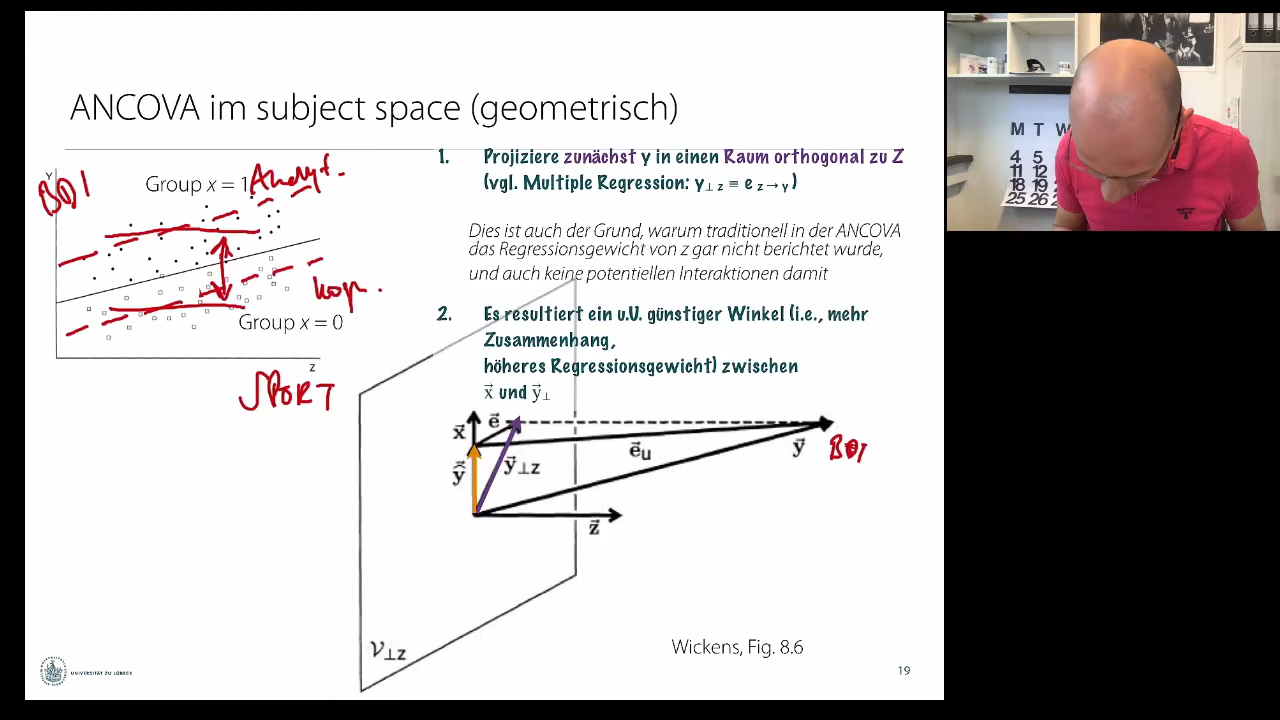 ANCOVA im subject space (geometrisch)
1. Projiziere zunächst y in einen Raum orthogonal zu Z
(vgl. Multiple Regression: y⊥ z ≡ e z → y )
Dies ist auch der Grund, warum traditionell in der ANCOVA
das Regressionsgewicht von z gar nicht berichtet wurde,
und auch keine potentiellen Interaktionen damit
2. Es resultiert ein u.U. günstiger Winkel (i.e., mehr
Zusammenhang,
höheres Regressionsgewicht) zwischen
x⃗ und y⃗⊥
Y
BDI
Group x = 1
Group x = 0
z
SPORT
x⃗
e⃗
ŷ⃗
y⃗⊥z
e⃗u
y⃗
BDI
z⃗
V⊥z
Wickens, Fig. 8.6
UNIVERSITÄT ZU LÜBECK
19
M T W
4 5
11 12
18 19
25 26